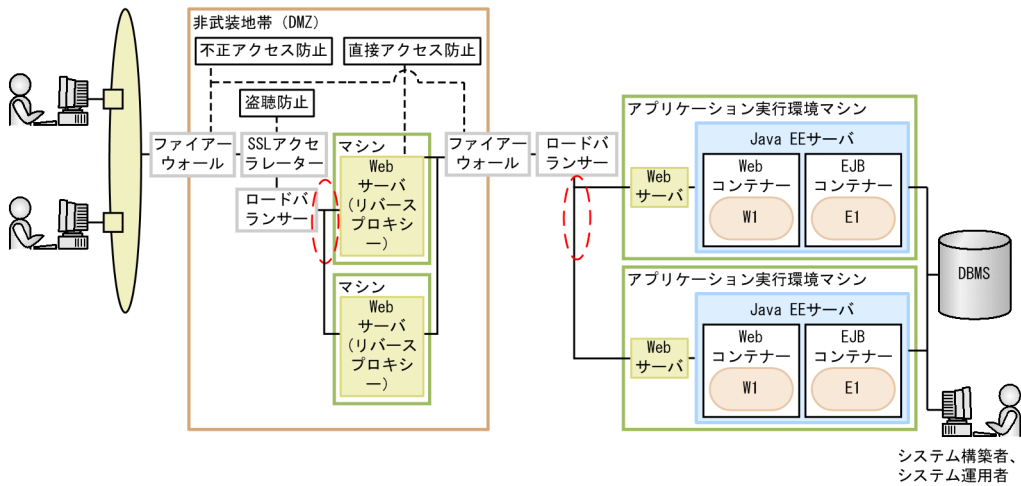 非武装地帯（DMZ）
不正アクセス防止
直接アクセス防止
盗聴防止
ファイアー
ウォール
SSLアクセ
ラレーター
ロードバ
ランサー
マシン
Web
サーバ
（リバース
プロキシ
ー）
マシン
Web
サーバ
（リバース
プロキシ
ー）
ファイアー
ウォール
ロードバ
ランサー
アプリケーション実行環境マシン
Java EEサーバ
Web
サーバ
Web
コンテナー
W1
EJB
コンテナー
E1
アプリケーション実行環境マシン
Java EEサーバ
Web
サーバ
Web
コンテナー
W1
EJB
コンテナー
E1
DBMS
システム構築者、
システム運用者